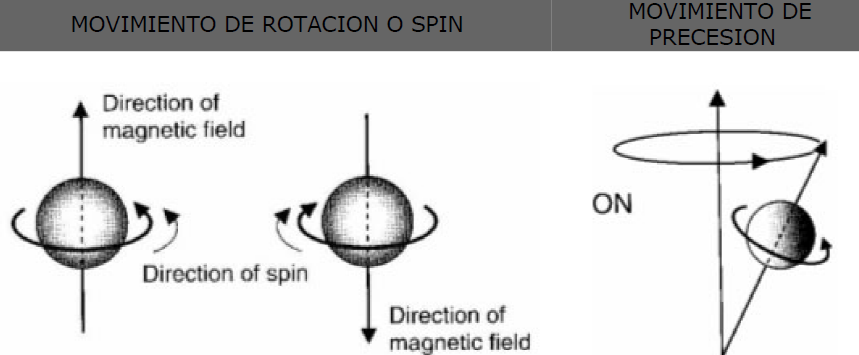 MOVIMIENTO DE ROTACION O SPIN
MOVIMIENTO DE
PRECESION
Direction of
magnetic field
Direction of spin
Direction of
magnetic field
ON